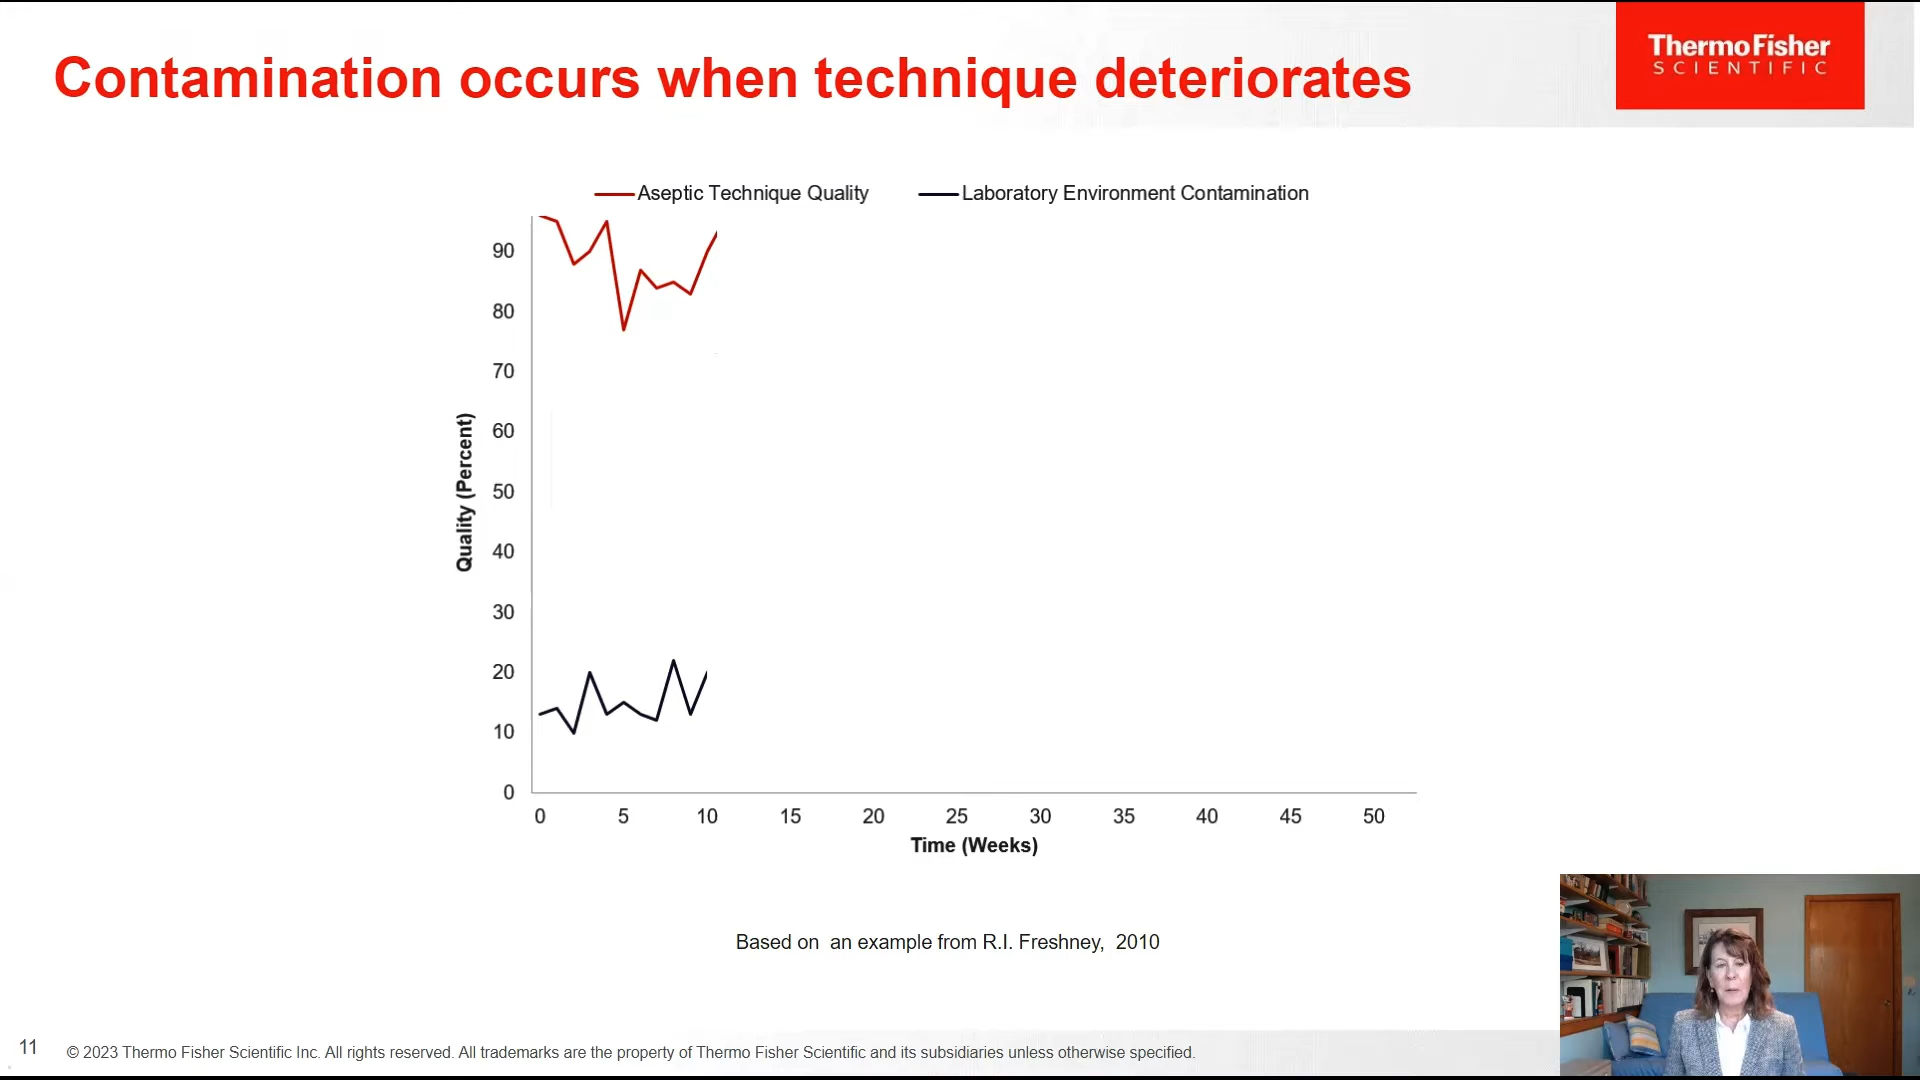 Contamination occurs when technique deteriorates
ThermoFisher
SCIENTIFIC
Aseptic Technique Quality
Laboratory Environment Contamination
90
80
70
60
50
40
30
20
10
0
Quality (Percent)
0 5 10 15 20 25 30 35 40 45 50
Time (Weeks)
Based on an example from R.I. Freshney, 2010
11
© 2023 Thermo Fisher Scientific Inc. All rights reserved. All trademarks are the property of Thermo Fisher Scientific and its subsidiaries unless otherwise specified.